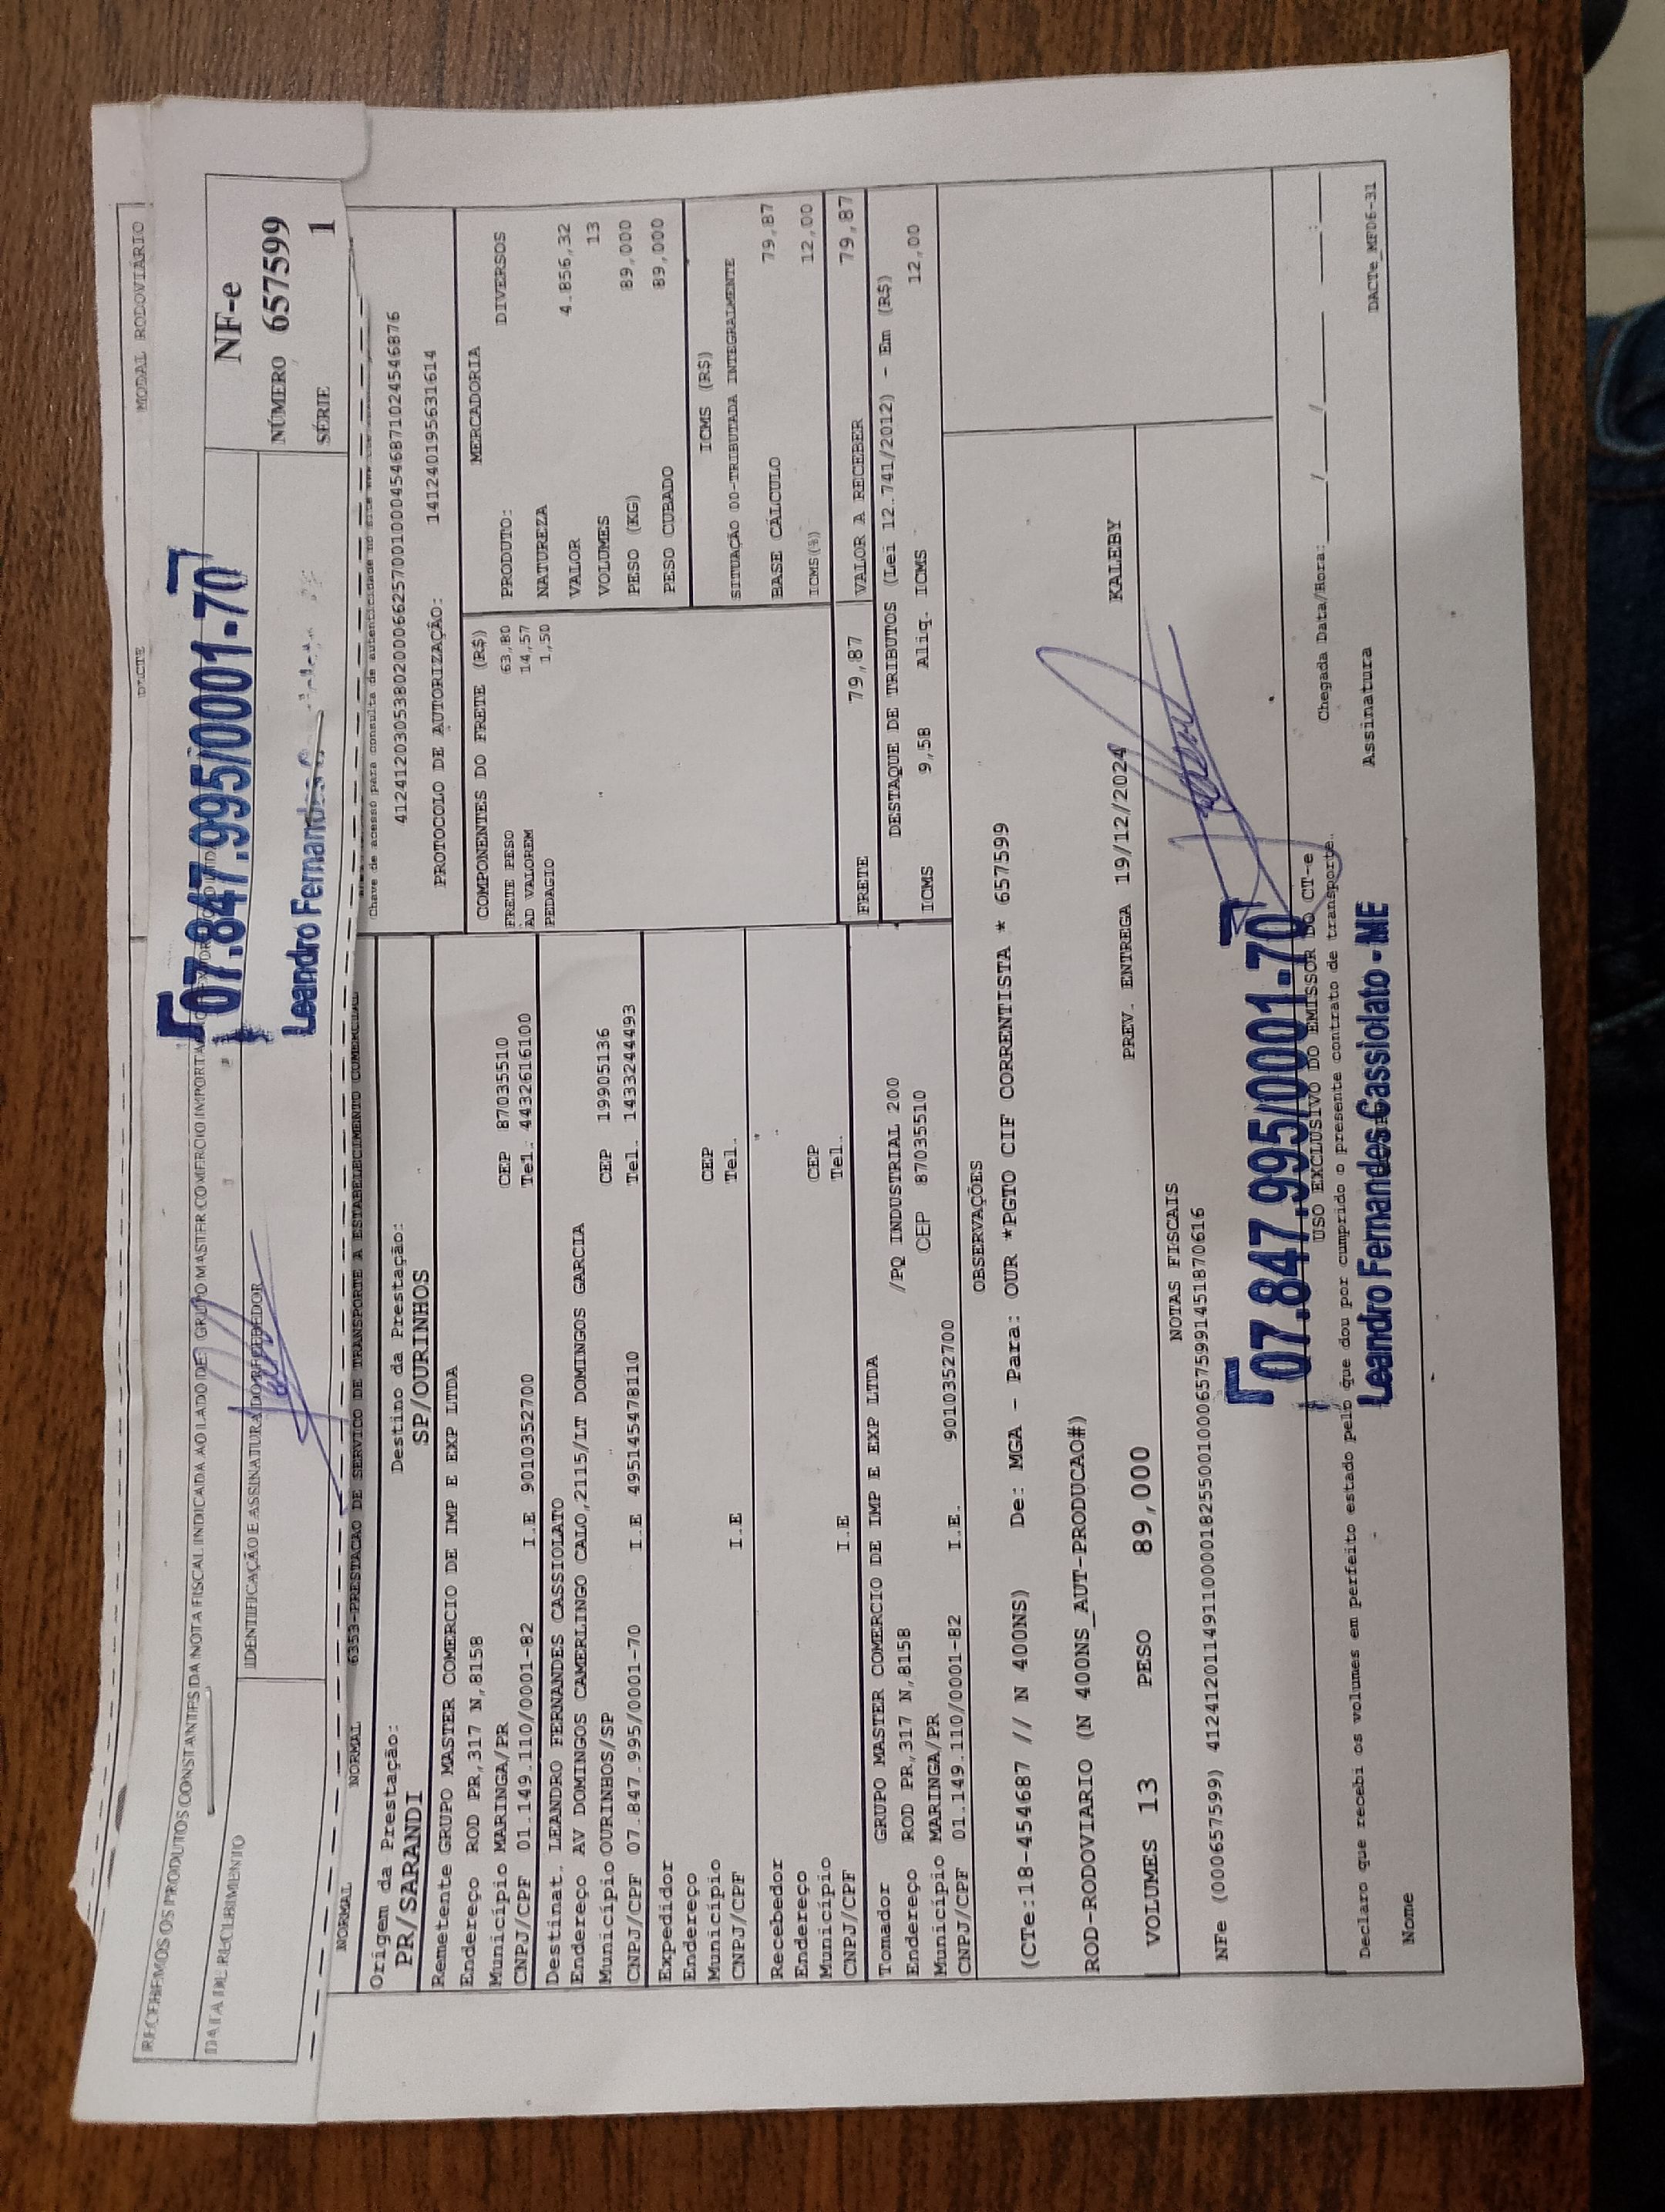 DACTE
MODAL RODOVIÁRIO
RECEBEMOS OS PRODUTOS CONSTANTES DA NOTA FISCAL INDICADA AO LADO DE: GRUPO MASTER COMERCIO IMPORTA
DATA DE RECEBIMENTO
IDENTIFICAÇÃO E ASSINATURA DO RECEBEDOR
07.847.995/0001-70
Leandro Fernandes
NF-e
NÚMERO 657599
SÉRIE 1
NORMAL NORMAL 6353-PRESTACAO DE SERVICO DE TRANSPORTE A ESTABELECIMENTO COMERCIAL
Chave de acesso para consulta de autenticidade no site
41241203053802000662570010004546871024546876
PROTOCOLO DE AUTORIZAÇÃO: 141240195631614
Origem da Prestação: Destino da Prestação:
PR/SARANDI SP/OURINHOS
Remetente GRUPO MASTER COMERCIO DE IMP E EXP LTDA
Endereço ROD PR,317 N,8158
Município MARINGA/PR CEP 87035510
CNPJ/CPF 01.149.110/0001-82 I.E 9010352700 Tel. 4432616100
Destinat. LEANDRO FERNANDES CASSIOLATO
Endereço AV DOMINGOS CAMERLINGO CALO,2115/LT DOMINGOS GARCIA
Município OURINHOS/SP CEP 19905136
CNPJ/CPF 07.847.995/0001-70 I.E 495145478110 Tel. 1433244493
Expedidor
Endereço
Município CEP
CNPJ/CPF I.E Tel.
Recebedor
Endereço
Município CEP
CNPJ/CPF I.E Tel.
Tomador GRUPO MASTER COMERCIO DE IMP E EXP LTDA
Endereço ROD PR,317 N,8158 /PQ INDUSTRIAL 200
Município MARINGA/PR CEP 87035510
CNPJ/CPF 01.149.110/0001-82 I.E. 9010352700
COMPONENTES DO FRETE (R$)
FRETE PESO 63,80
AD VALOREM 14,57
PEDAGIO 1,50
MERCADORIA
PRODUTO: DIVERSOS
NATUREZA
VALOR 4.856,32
VOLUMES 13
PESO (KG) 89,000
PESO CUBADO 89,000
ICMS (R$)
SITUAÇÃO 00-TRIBUTADA INTEGRALMENTE
BASE CÁLCULO 79,87
ICMS(%) 12,00
FRETE 79,87 VALOR A RECEBER 79,87
DESTAQUE DE TRIBUTOS (Lei 12.741/2012) - Em (R$)
ICMS 9,58 Aliq. ICMS 12,00
OBSERVAÇÕES
(CTe:18-454687 // N 400NS) De: MGA - Para: OUR *PGTO CIF CORRENTISTA * 657599
ROD-RODOVIARIO (N 400NS_AUT-PRODUCAO#)
PREV. ENTREGA 19/12/2024 KALEBY
VOLUMES 13 PESO 89,000
NOTAS FISCAIS
NFe (000657599) 41241201149110000182550010006575991451870616
07.847.995/0001-70
USO EXCLUSIVO DO EMISSOR DO CT-e
Chegada Data/Hora:___/___/___ ___:___
Declaro que recebi os volumes em perfeito estado pelo que dou por cumprido o presente contrato de transporte.
Leandro Fernandes Cassiolato - ME
Nome Assinatura
DACTe_MF06-31